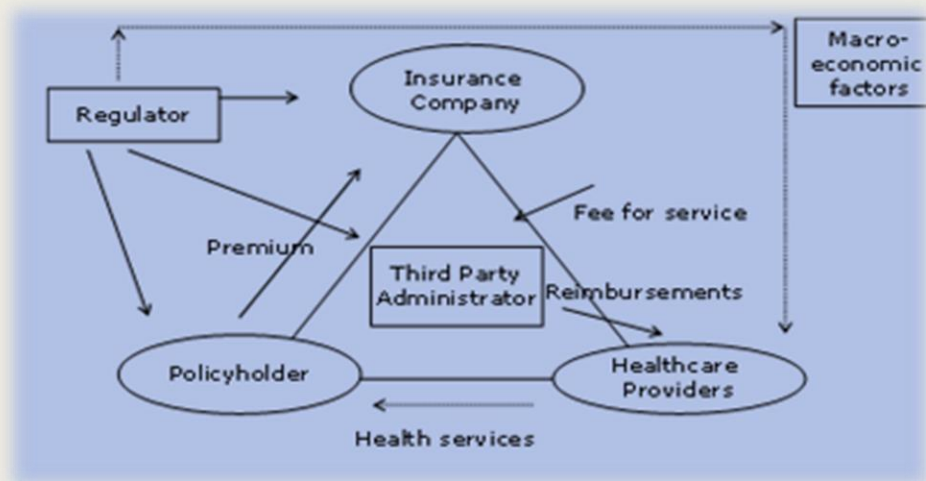 Macro-
economic
factors
Insurance
Company
Regulator
Fee for service
Premium
Third Party
Administrator
Reimbursements
Policyholder
Healthcare
Providers
Health services